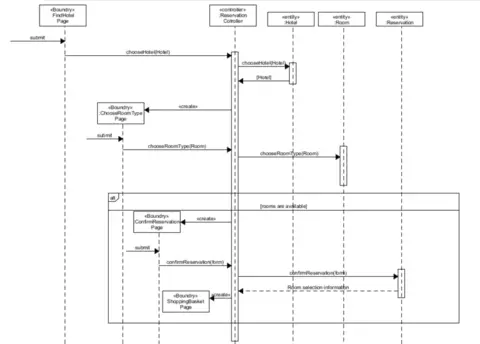 «Boundry»
:FindHotel
Page
«controller»
:Reservation
Controller
«entity»
:Hotel
«entity»
:Room
«entity»
:Reservation
submit
chooseHotel(Hotel)
chooseHotel(Hotel)
[Hotel]
«Boundry»
:ChooseRoomType
Page
«create»
submit
chooseRoomType(Room)
chooseRoomType(Room)
alt
[rooms are available]
«Boundry»
:ConfirmReservation
Page
«create»
submit
confirmReservation(form)
confirmReservation(form)
Room selection information
«Boundry»
:ShoppingBasket
Page
«create»